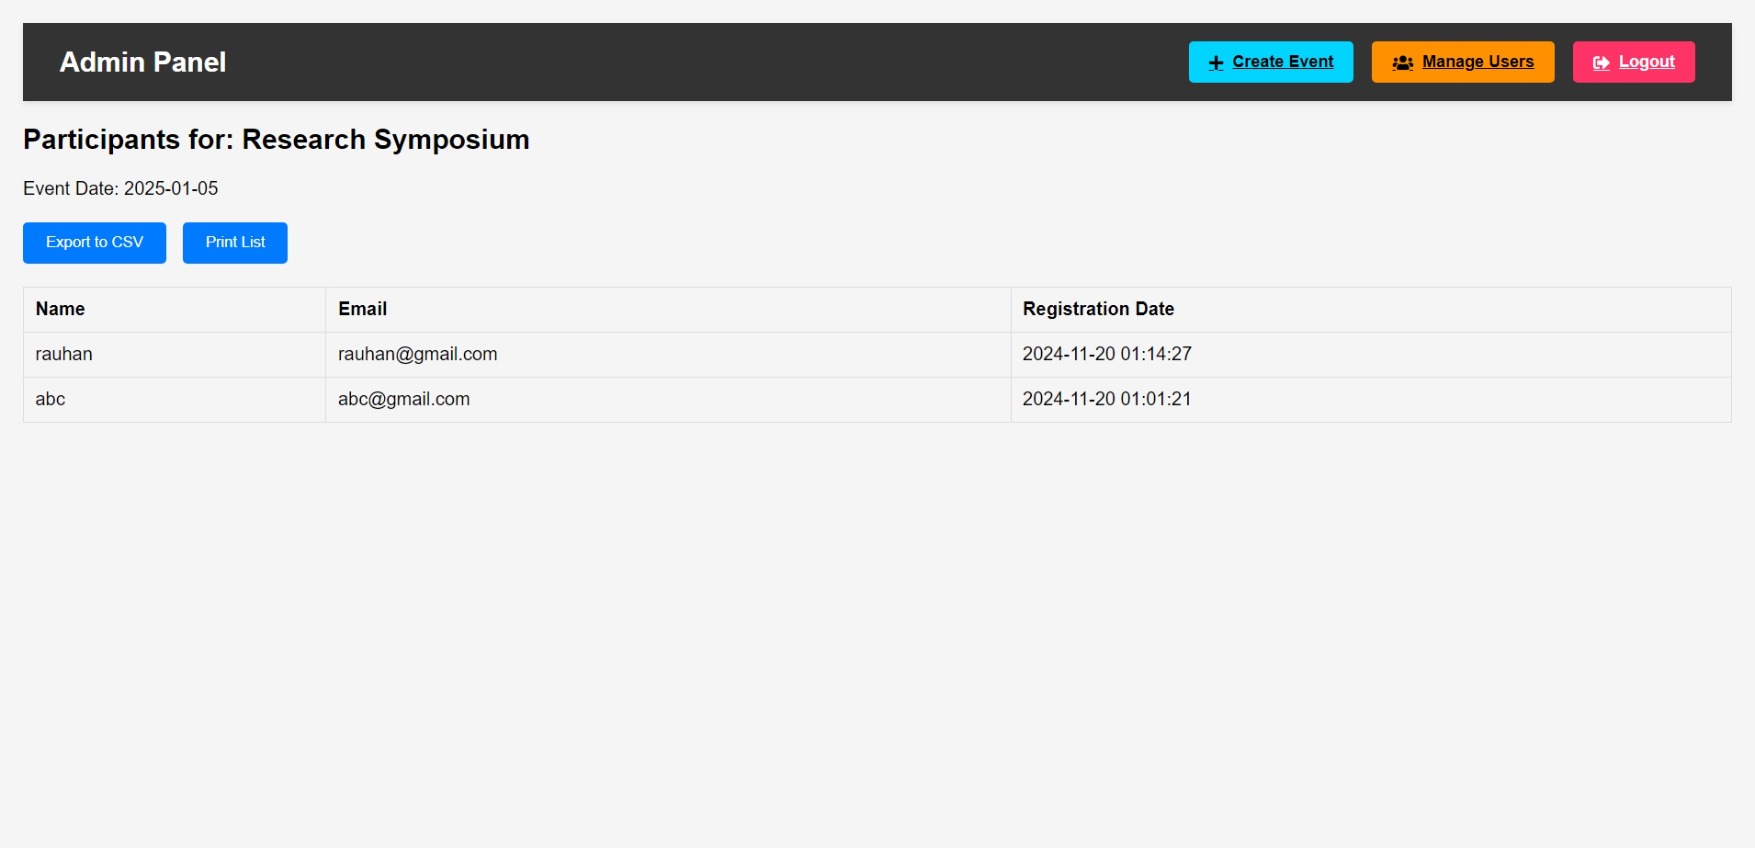 Admin Panel Create Event Manage Users Logout
Participants for: Research Symposium
Event Date: 2025-01-05
Export to CSV Print List
Name Email Registration Date
rauhan rauhan@gmail.com 2024-11-20 01:14:27
abc abc@gmail.com 2024-11-20 01:01:21